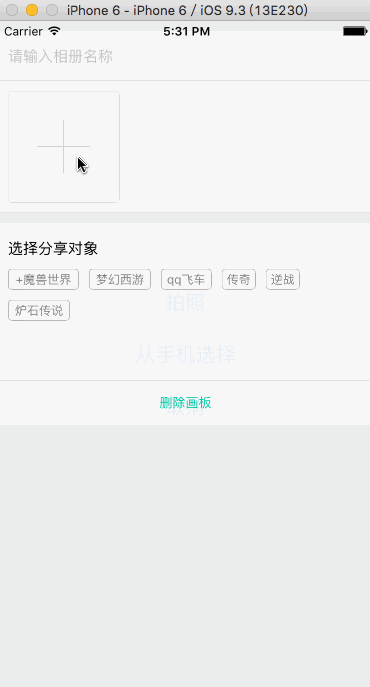 iPhone 6 - iPhone 6 / iOS 9.3 (13E230)
Carrier 5:31 PM
请输入相册名称
选择分享对象
+魔兽世界 梦幻西游 qq飞车 传奇 逆战
炉石传说
拍照
从手机选择
删除画板